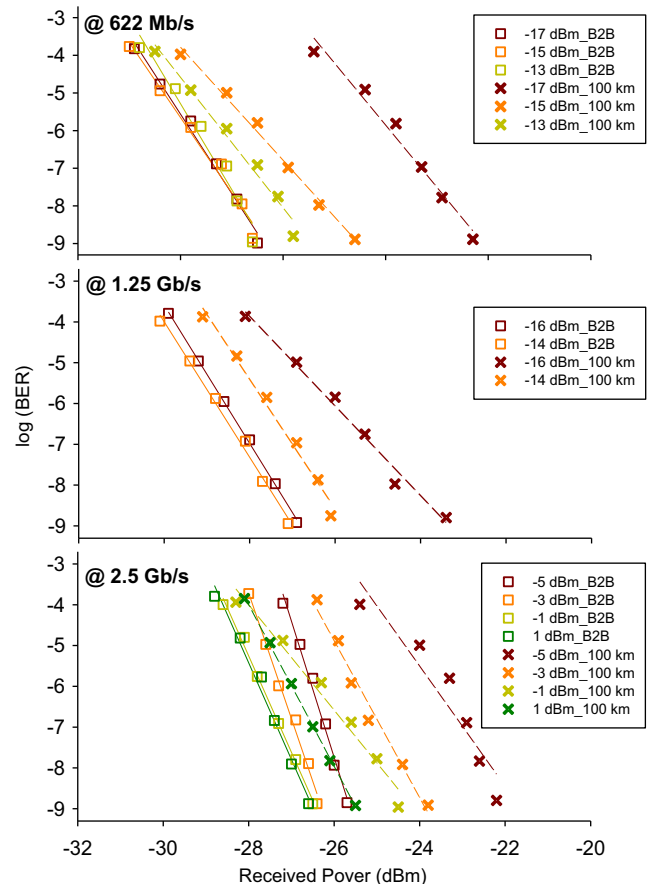 @ 622 Mb/s
-3
-4
-5
-6
-7
-8
-9
-17 dBm_B2B
-15 dBm_B2B
-13 dBm_B2B
-17 dBm_100 km
-15 dBm_100 km
-13 dBm_100 km
@ 1.25 Gb/s
-3
-4
-5
-6
-7
-8
-9
log (BER)
-16 dBm_B2B
-14 dBm_B2B
-16 dBm_100 km
-14 dBm_100 km
@ 2.5 Gb/s
-3
-4
-5
-6
-7
-8
-9
-5 dBm_B2B
-3 dBm_B2B
-1 dBm_B2B
1 dBm_B2B
-5 dBm_100 km
-3 dBm_100 km
-1 dBm_100 km
1 dBm_100 km
-32 -30 -28 -26 -24 -22 -20
Received Pover (dBm)